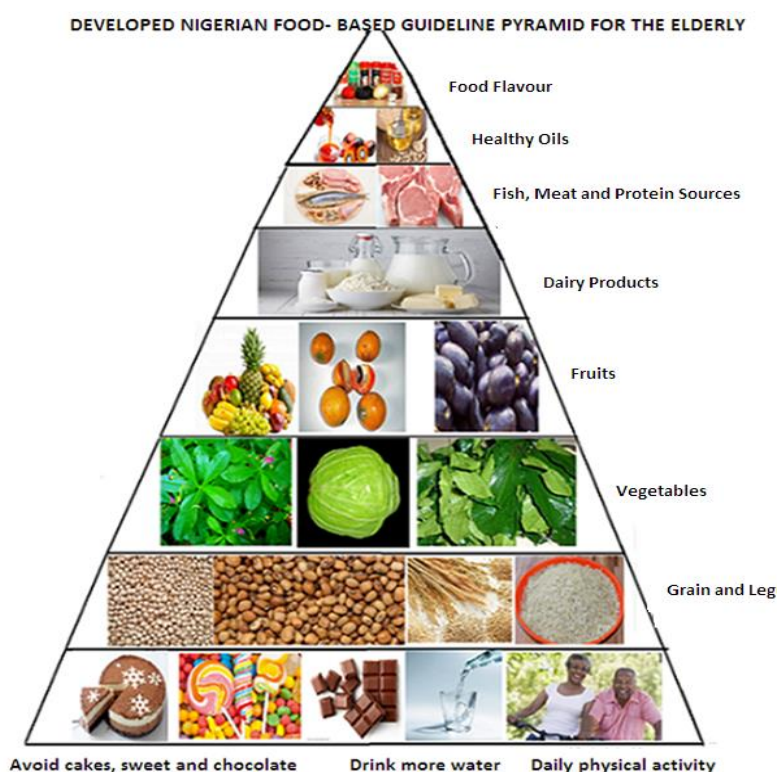 DEVELOPED NIGERIAN FOOD- BASED GUIDELINE PYRAMID FOR THE ELDERLY
Food Flavour
Healthy Oils
Fish, Meat and Protein Sources
Dairy Products
Fruits
Vegetables
Grain and Leg
Avoid cakes, sweet and chocolate Drink more water Daily physical activity